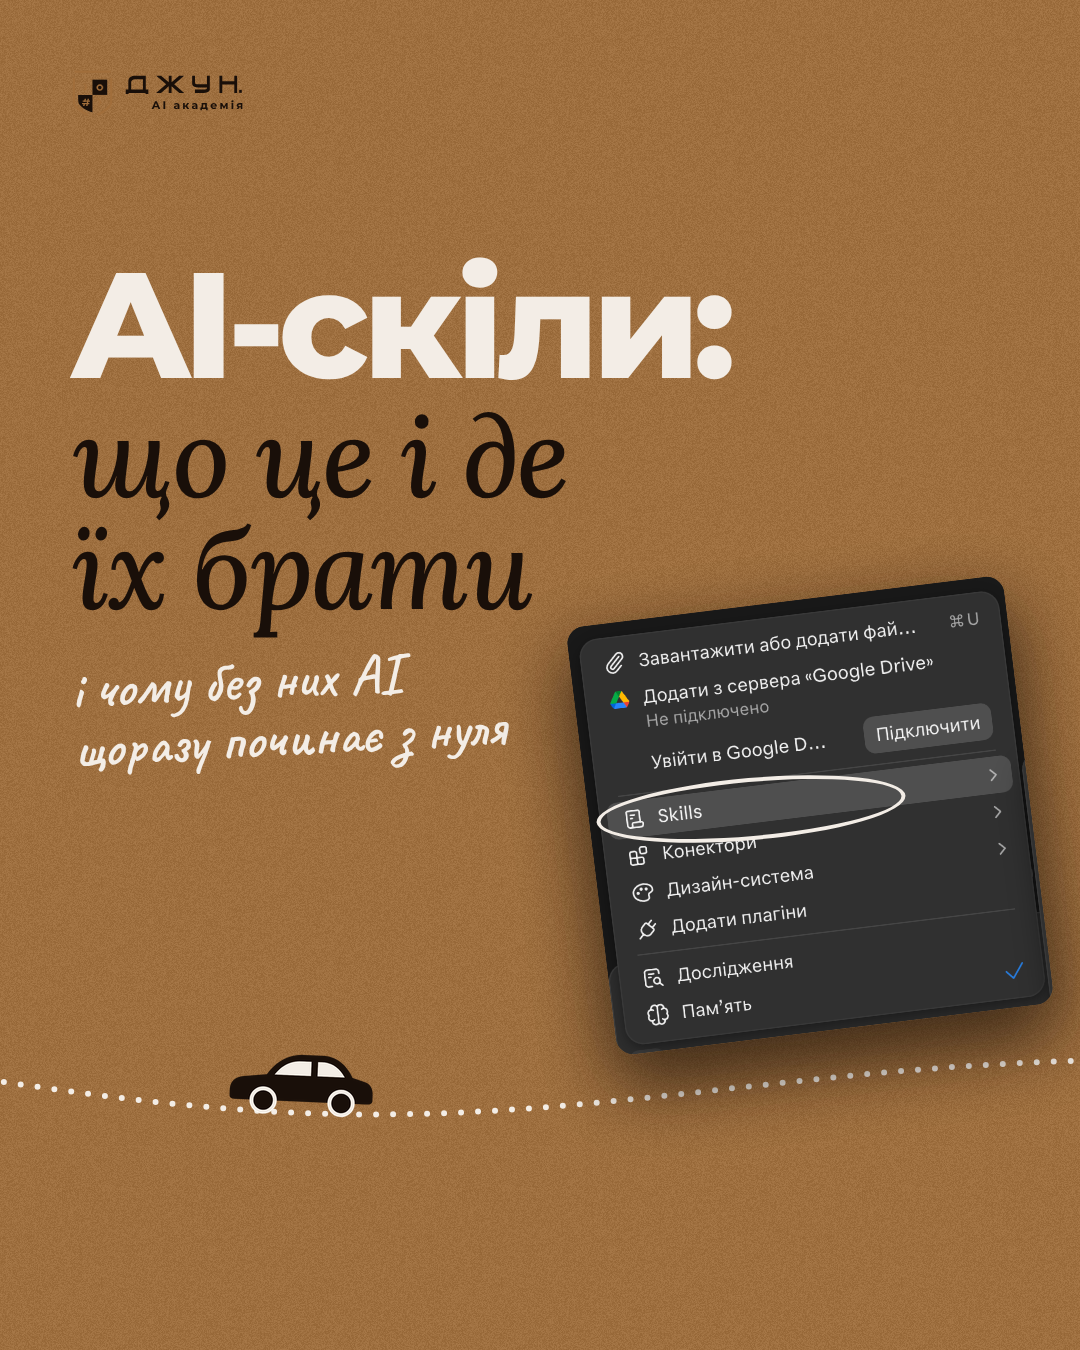 ДЖУН.
AI академія
AI-скіли:
що це і де
їх брати
і чому без них AI
щоразу починає з нуля
Завантажити або додати фай... ⌘U
Додати з сервера «Google Drive»
Не підключено
Увійти в Google D... Підключити
Skills
Конектори
Дизайн-система
Додати плагіни
Дослідження
Пам’ять